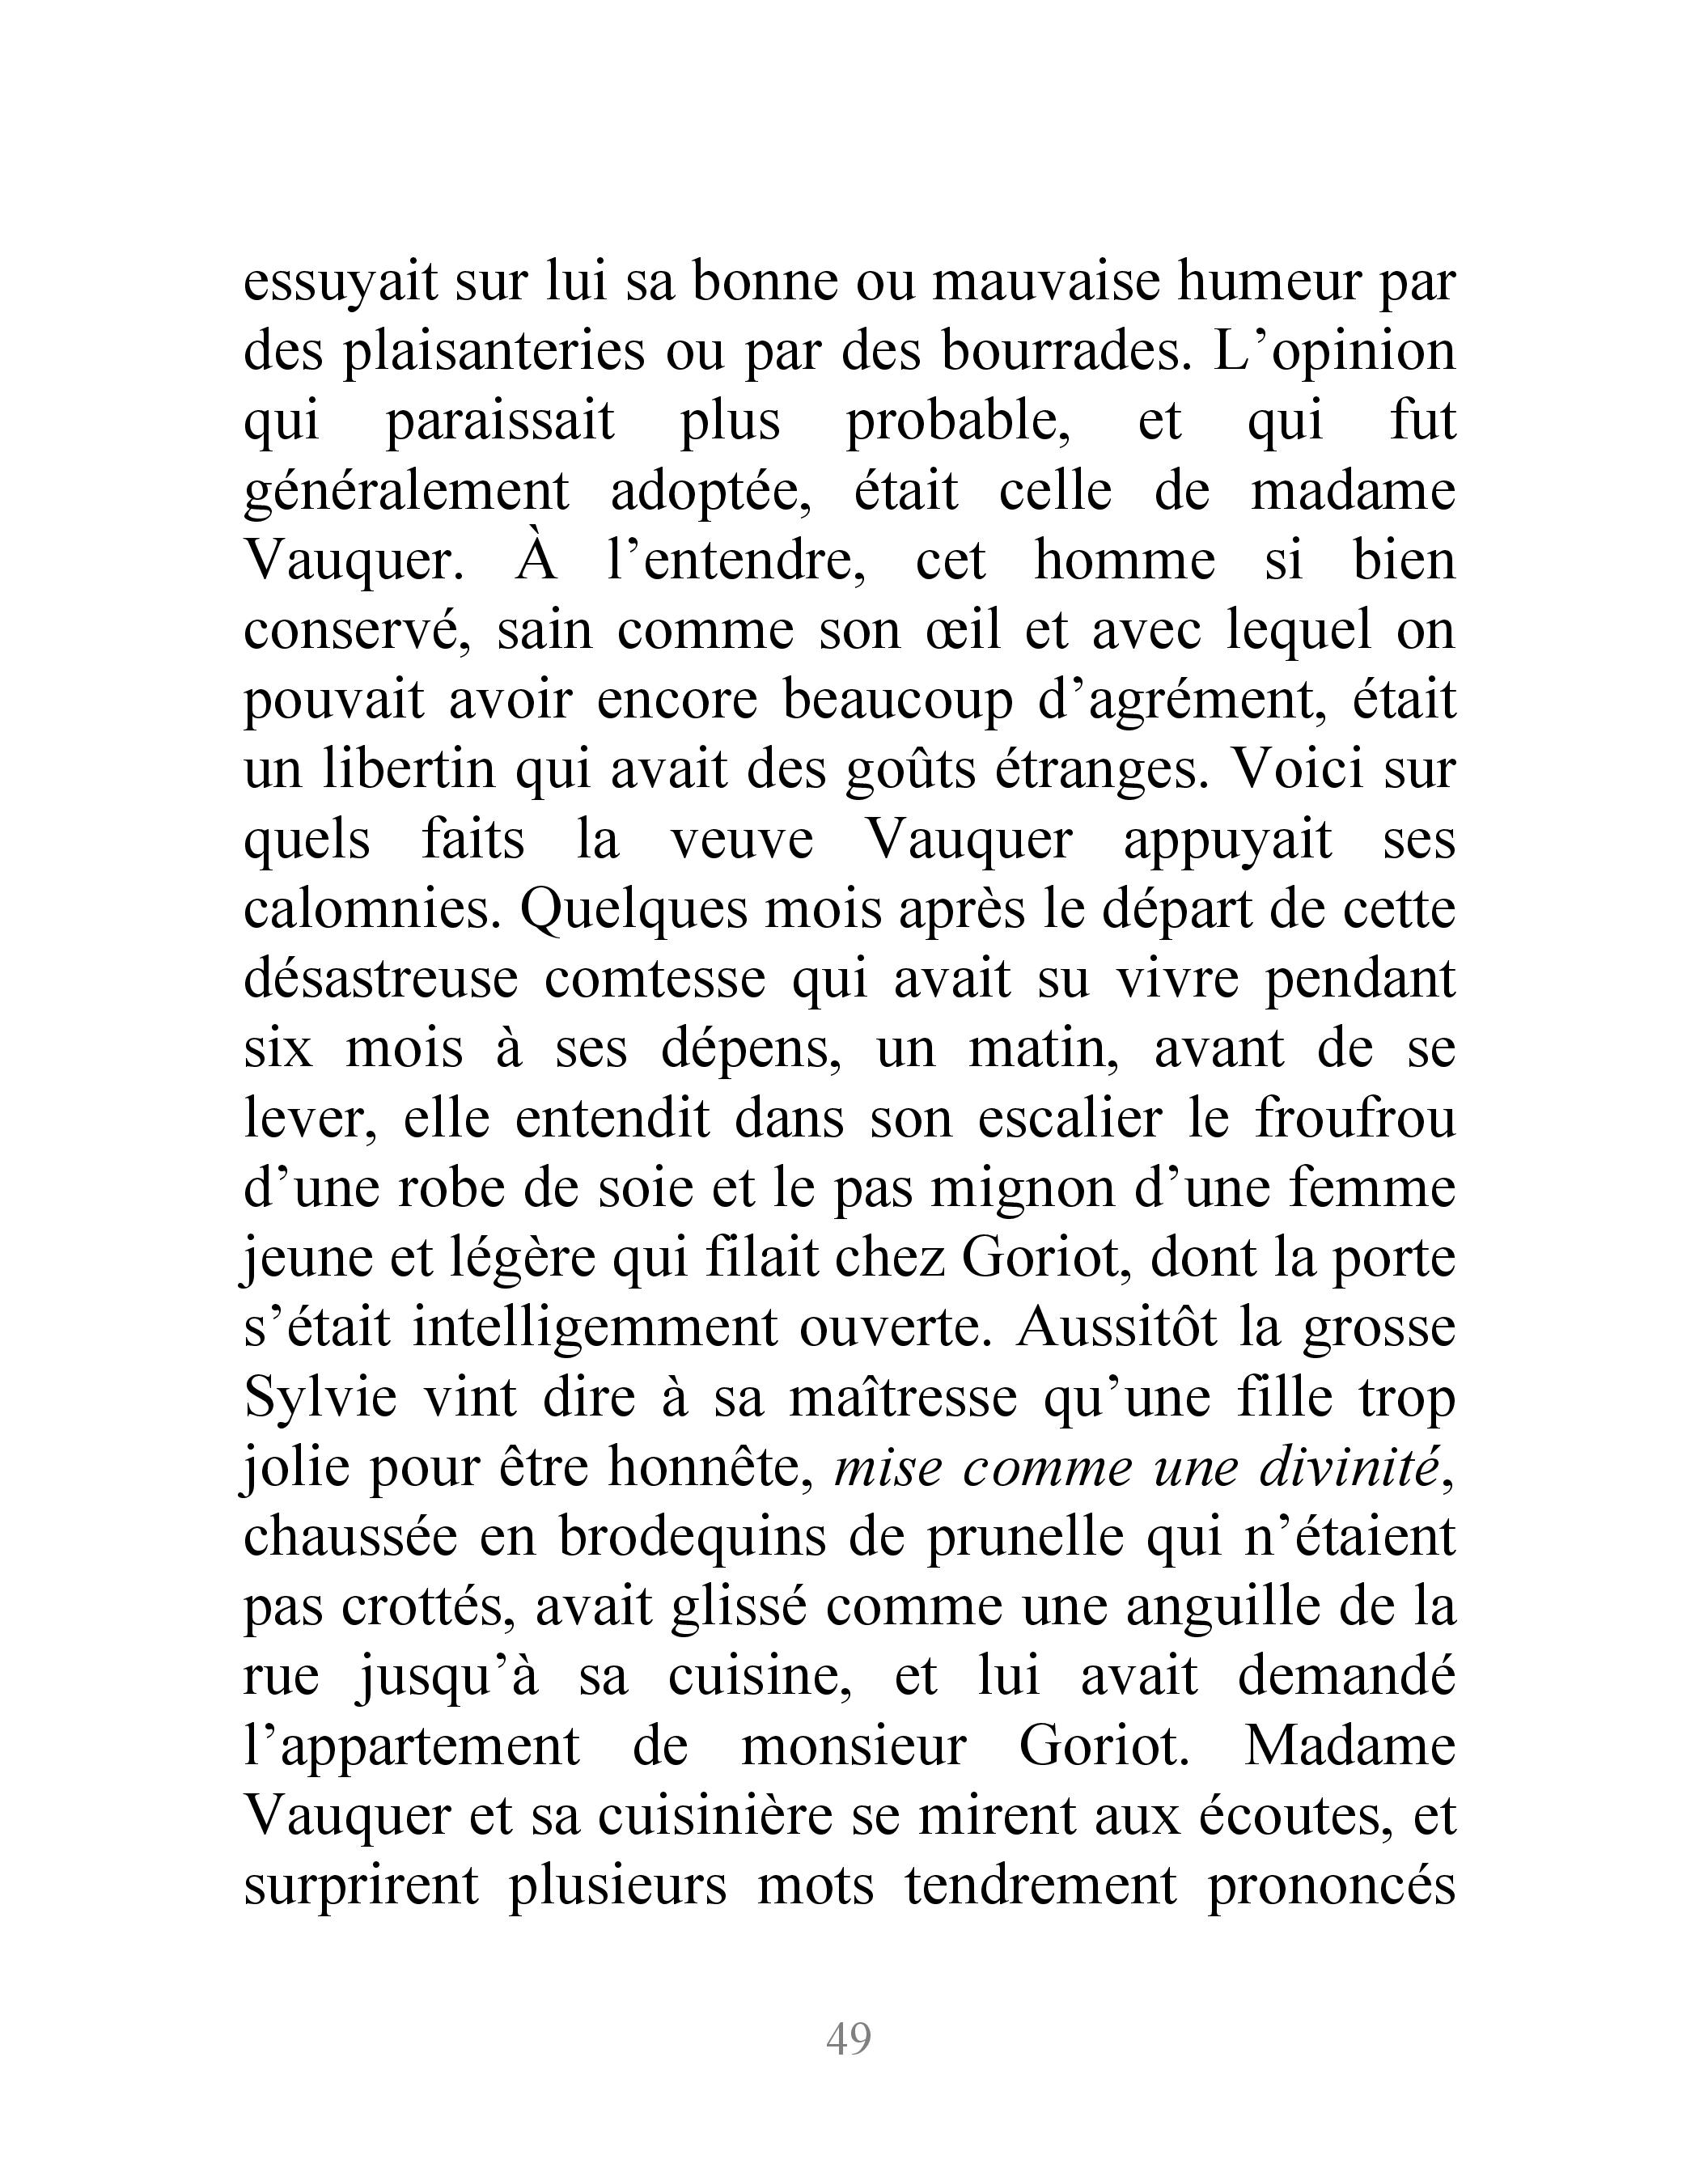 essuyait sur lui sa bonne ou mauvaise humeur par
des plaisanteries ou par des bourrades. L’opinion
qui paraissait plus probable, et qui fut
généralement adoptée, était celle de madame
Vauquer. À l’entendre, cet homme si bien
conservé, sain comme son œil et avec lequel on
pouvait avoir encore beaucoup d’agrément, était
un libertin qui avait des goûts étranges. Voici sur
quels faits la veuve Vauquer appuyait ses
calomnies. Quelques mois après le départ de cette
désastreuse comtesse qui avait su vivre pendant
six mois à ses dépens, un matin, avant de se
lever, elle entendit dans son escalier le froufrou
d’une robe de soie et le pas mignon d’une femme
jeune et légère qui filait chez Goriot, dont la porte
s’était intelligemment ouverte. Aussitôt la grosse
Sylvie vint dire à sa maîtresse qu’une fille trop
jolie pour être honnête, mise comme une divinité,
chaussée en brodequins de prunelle qui n’étaient
pas crottés, avait glissé comme une anguille de la
rue jusqu’à sa cuisine, et lui avait demandé
l’appartement de monsieur Goriot. Madame
Vauquer et sa cuisinière se mirent aux écoutes, et
surprirent plusieurs mots tendrement prononcés
49